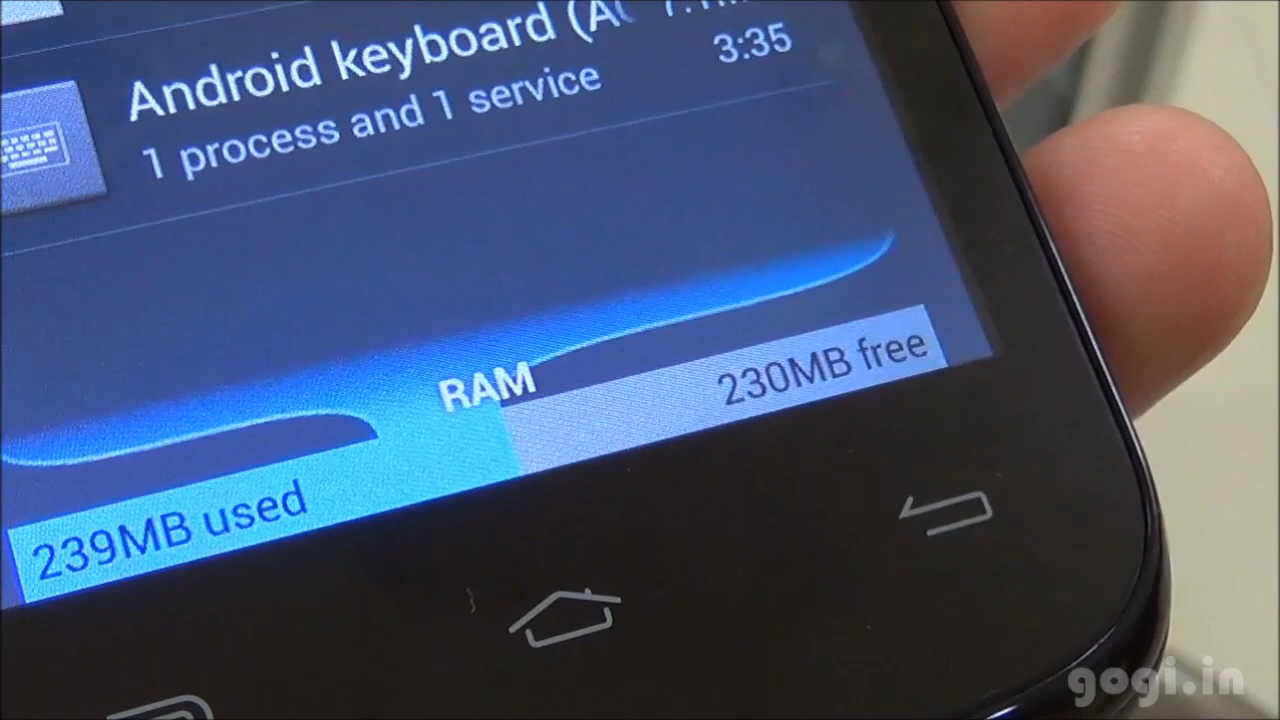 Android keyboard (A
3:35
1 process and 1 service
RAM
230MB free
239MB used
gogi.in